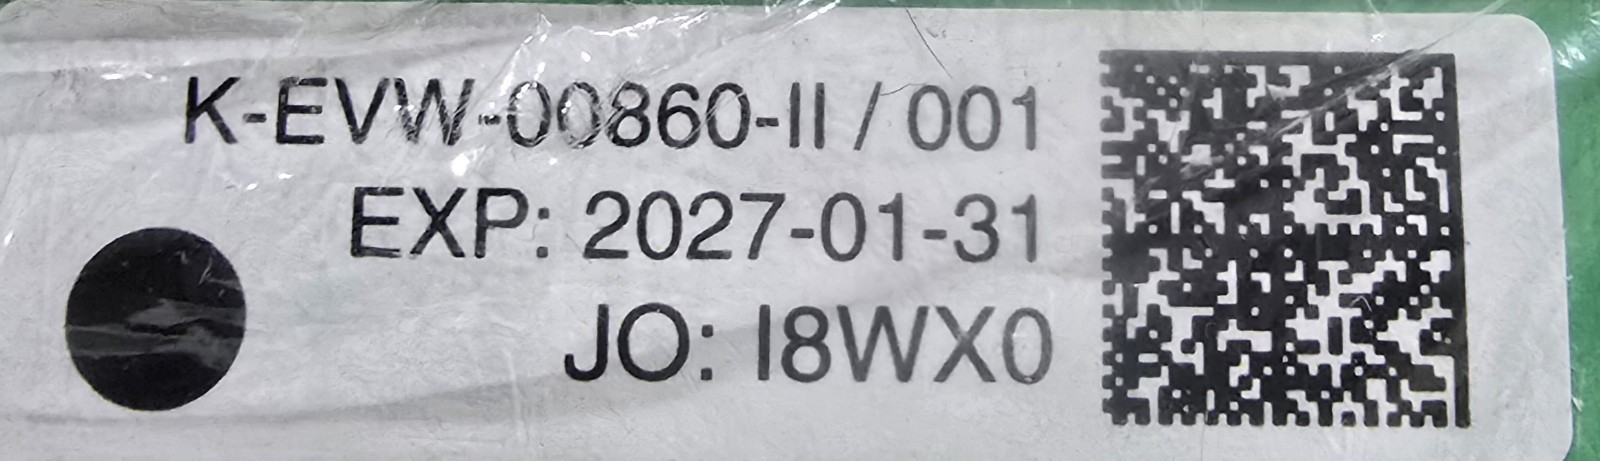 K-EVW-00860-II / 001
EXP: 2027-01-31
JO: I8WX0